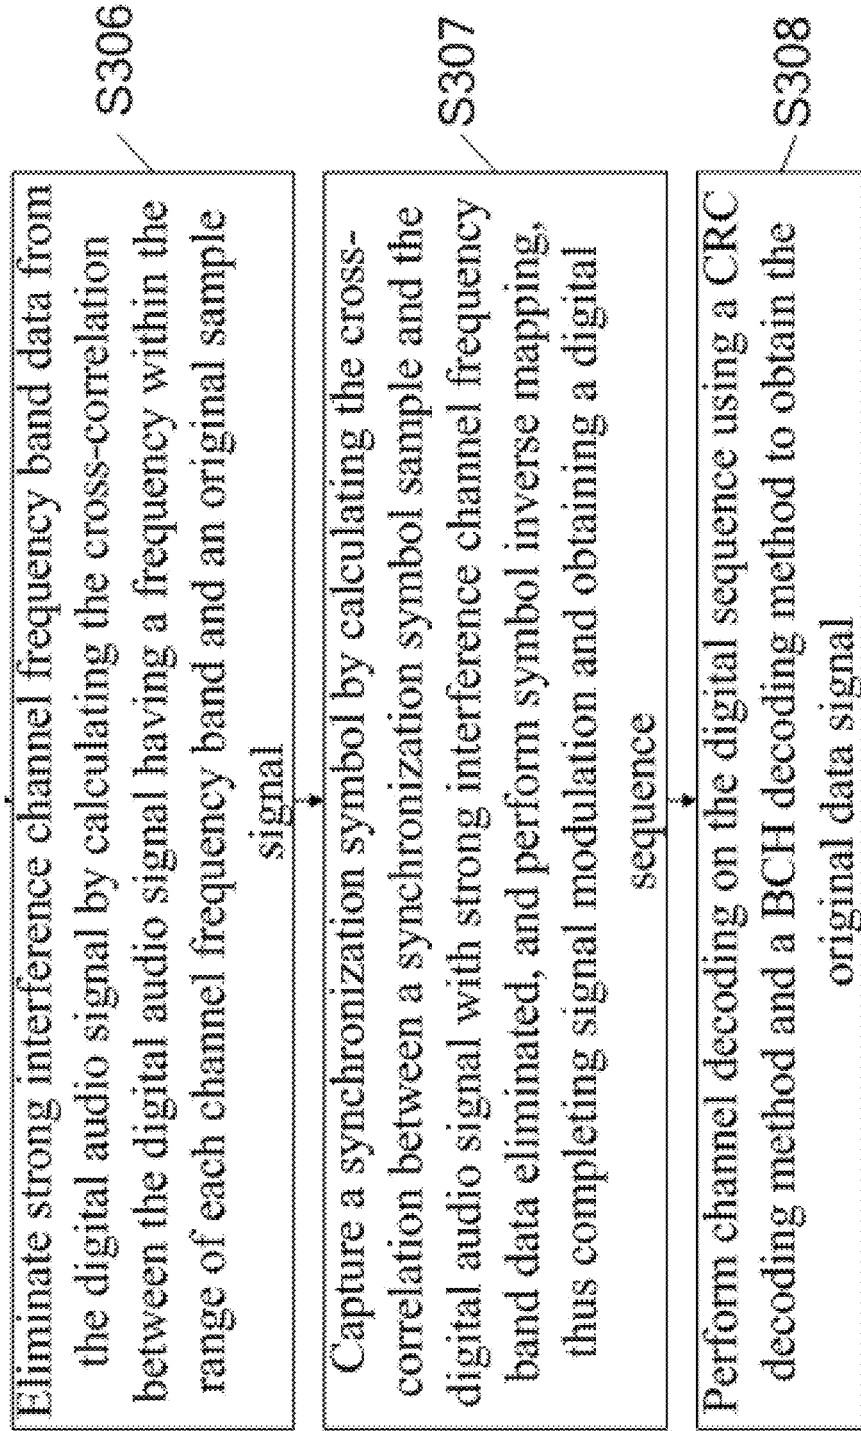 Eliminate strong interference channel frequency band data from
the digital audio signal by calculating the cross-correlation
between the digital audio signal having a frequency within the
range of each channel frequency band and an original sample
signal
S306
Capture a synchronization symbol by calculating the cross-
correlation between a synchronization symbol sample and the
digital audio signal with strong interference channel frequency
band data eliminated, and perform symbol inverse mapping,
thus completing signal modulation and obtaining a digital
sequence
S307
Perform channel decoding on the digital sequence using a CRC
decoding method and a BCH decoding method to obtain the
original data signal
S308